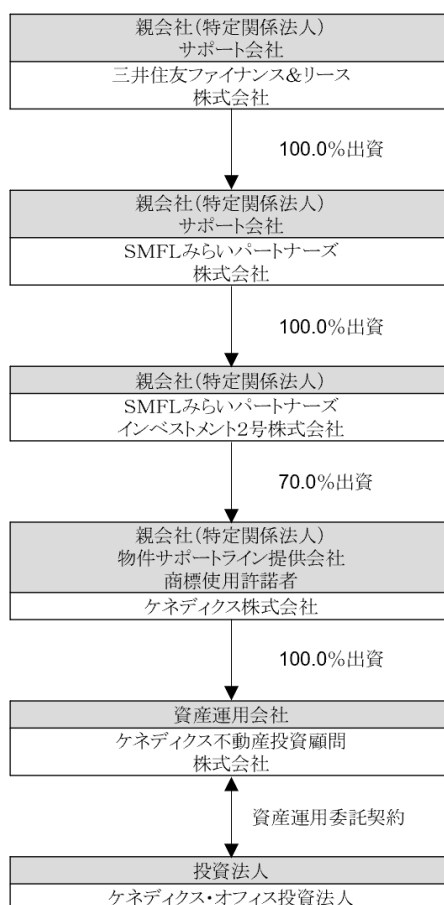 親会社(特定関係法人)
サポート会社
三井住友ファイナンス&リース
株式会社
100.0%出資
親会社(特定関係法人)
サポート会社
SMFLみらいパートナーズ
株式会社
100.0%出資
親会社(特定関係法人)
SMFLみらいパートナーズ
インベストメント2号株式会社
70.0%出資
親会社(特定関係法人)
物件サポートライン提供会社
商標使用許諾者
ケネディクス株式会社
100.0%出資
資産運用会社
ケネディクス不動産投資顧問
株式会社
資産運用委託契約
投資法人
ケネディクス・オフィス投資法人